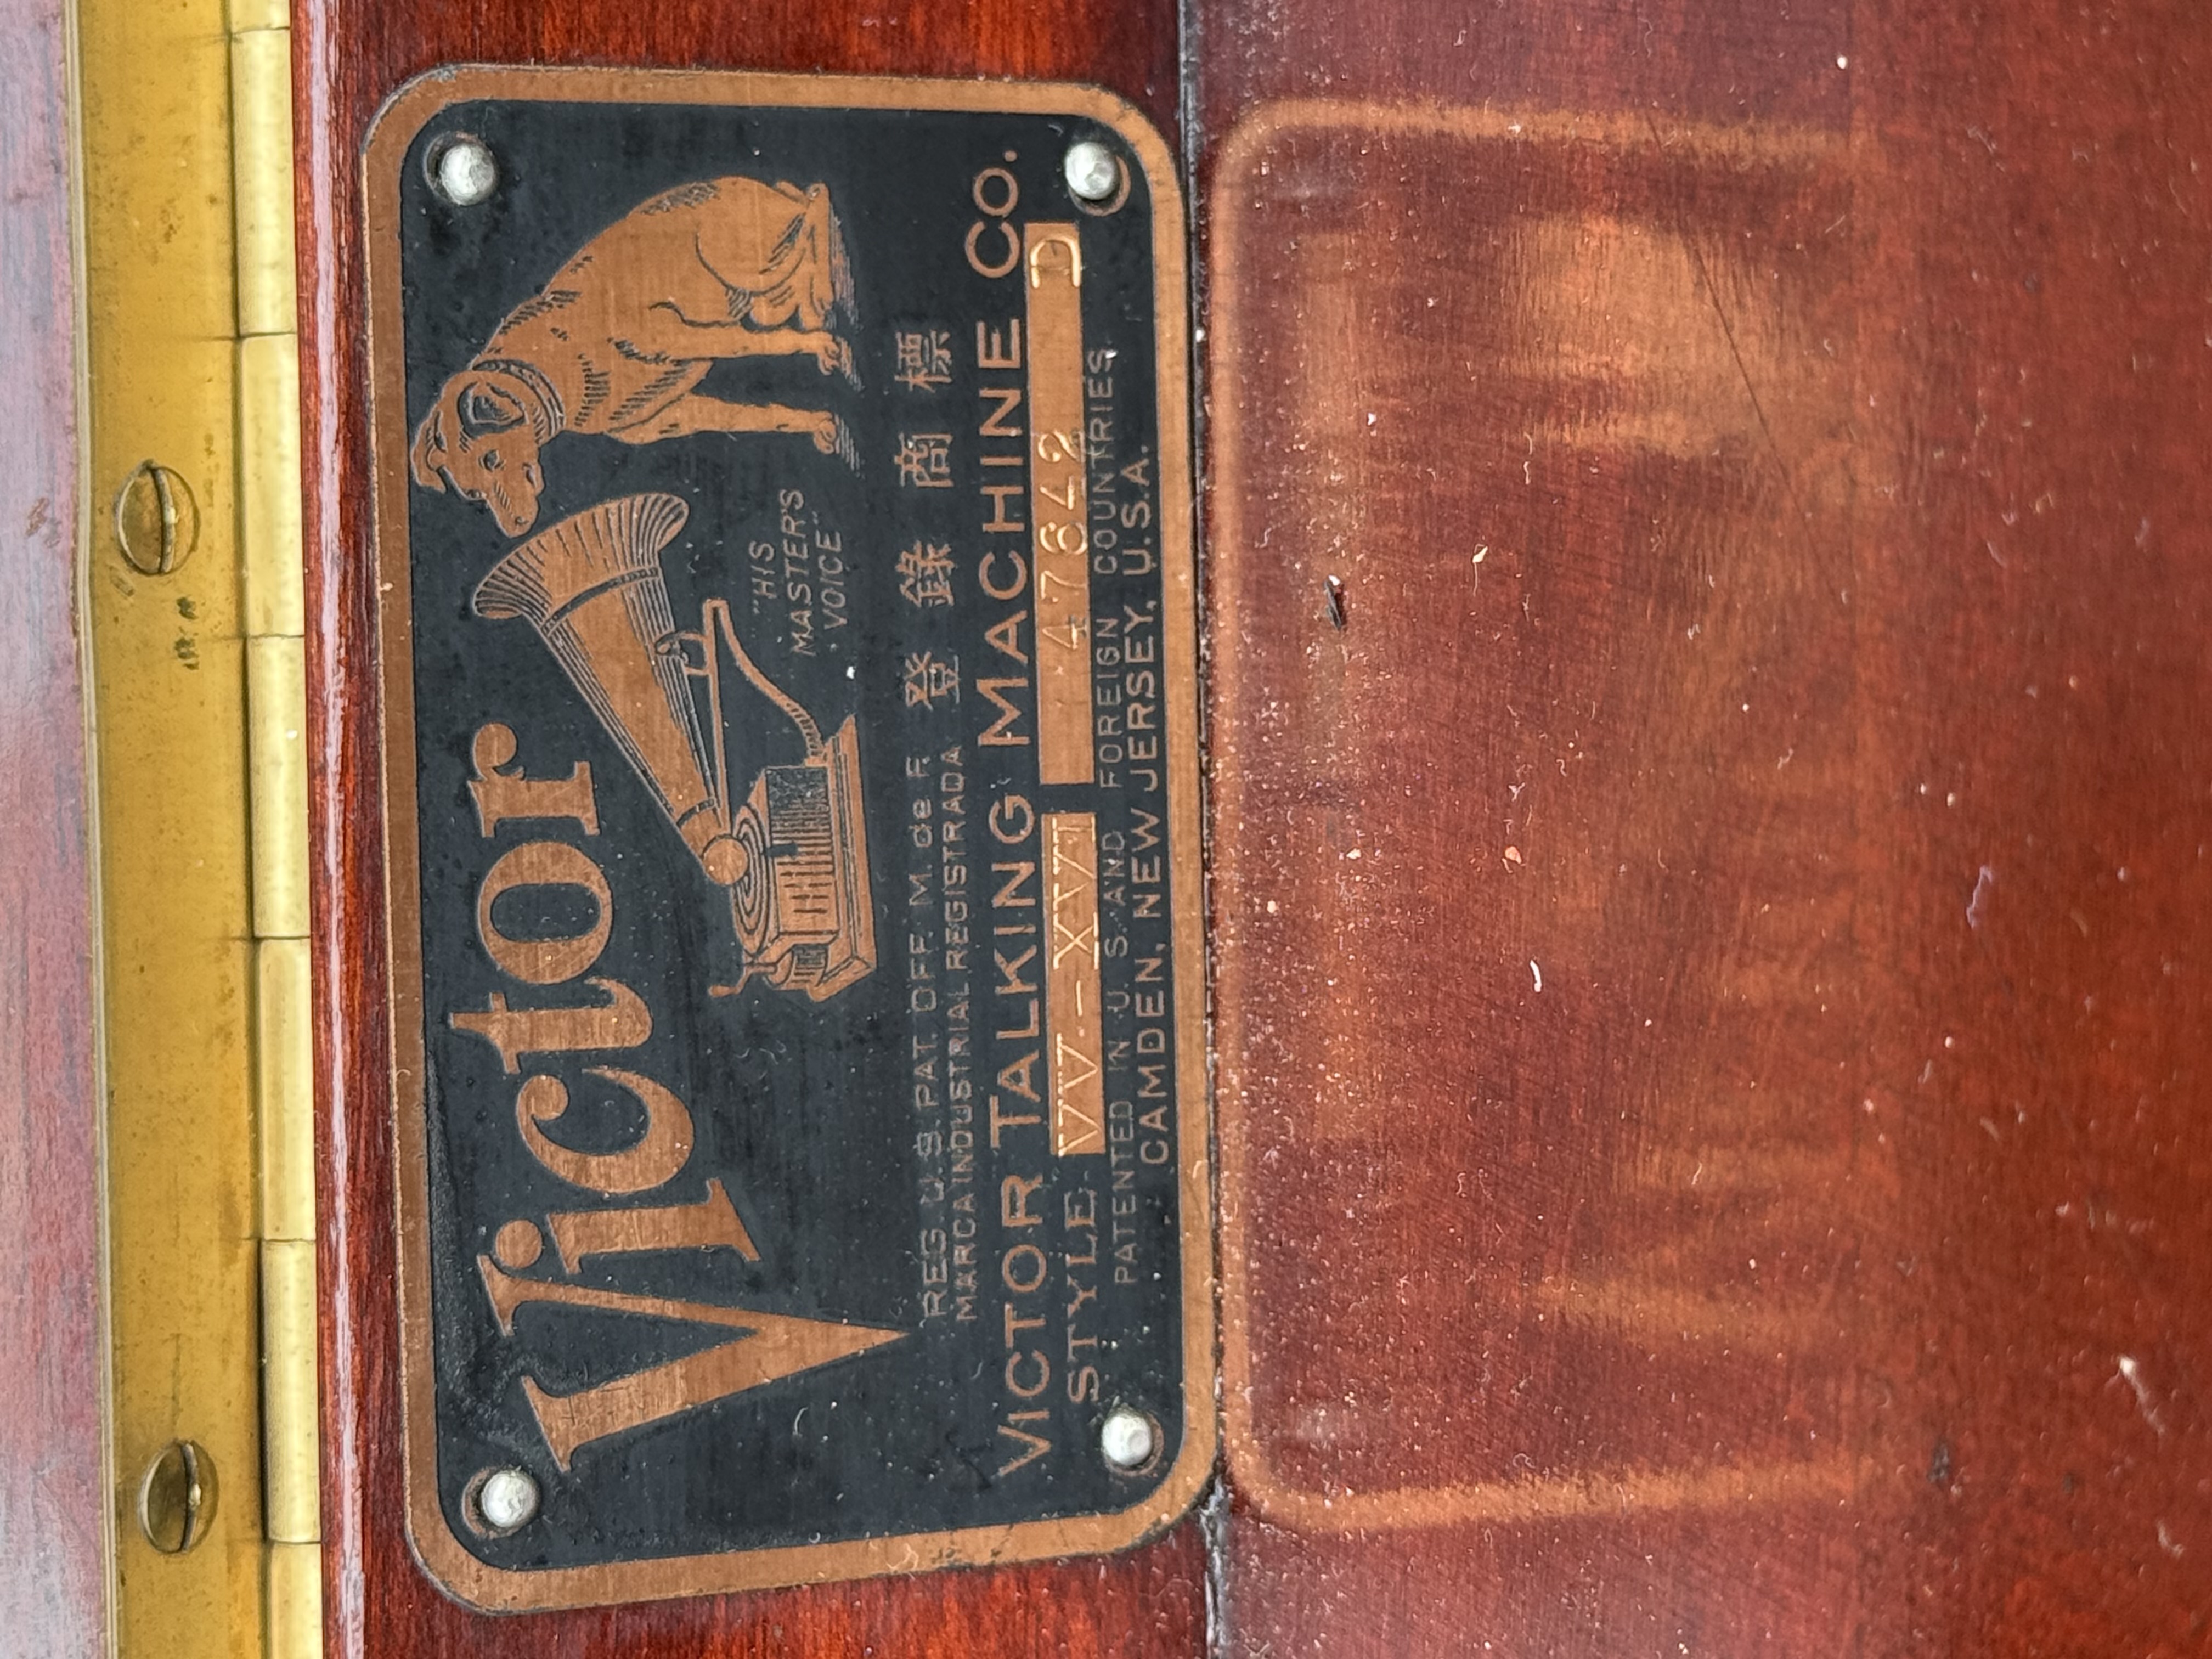 Victor
"HIS
MASTER'S
VOICE"
REG. U.S. PAT. OFF. M. de F. 登錄商標
MARCA INDUSTRIAL REGISTRADA
VICTOR TALKING MACHINE CO.
STYLE VV.-XVI 47642 D
PATENTED IN U.S. AND FOREIGN COUNTRIES.
CAMDEN, NEW JERSEY, U.S.A.